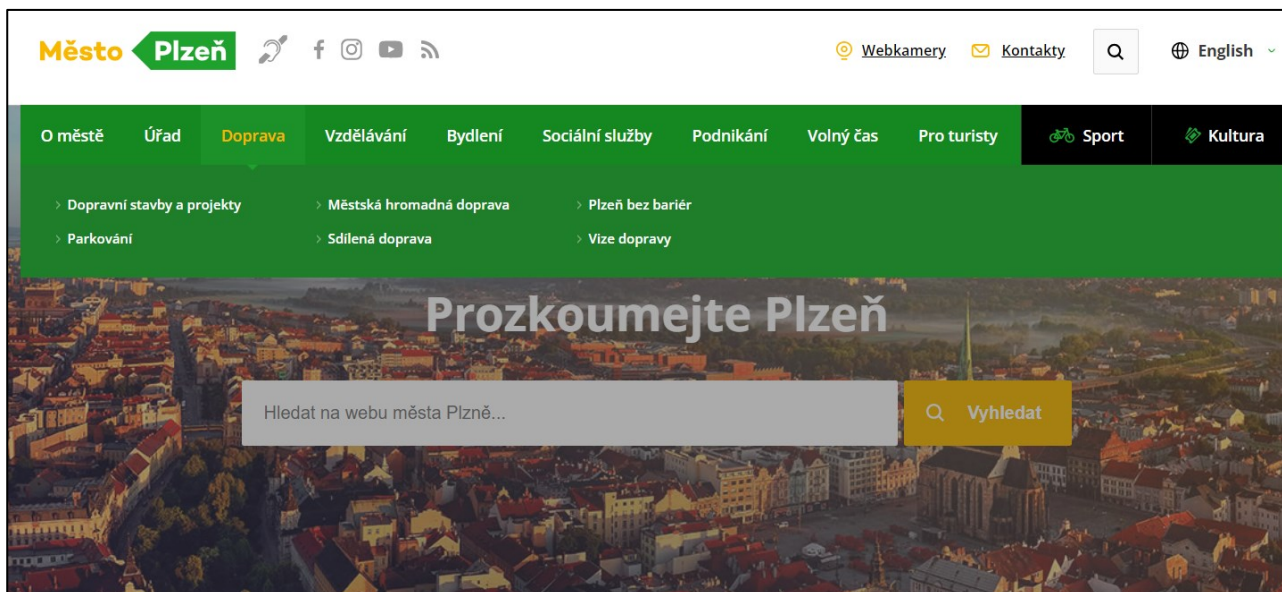 Město Plzeň
Webkamery Kontakty English
O městě Úřad Doprava Vzdělávání Bydlení Sociální služby Podnikání Volný čas Pro turisty Sport Kultura
Dopravní stavby a projekty Městská hromadná doprava Plzeň bez bariér
Parkování Sdílená doprava Vize dopravy
Prozkoumejte Plzeň
Hledat na webu města Plzně... Vyhledat